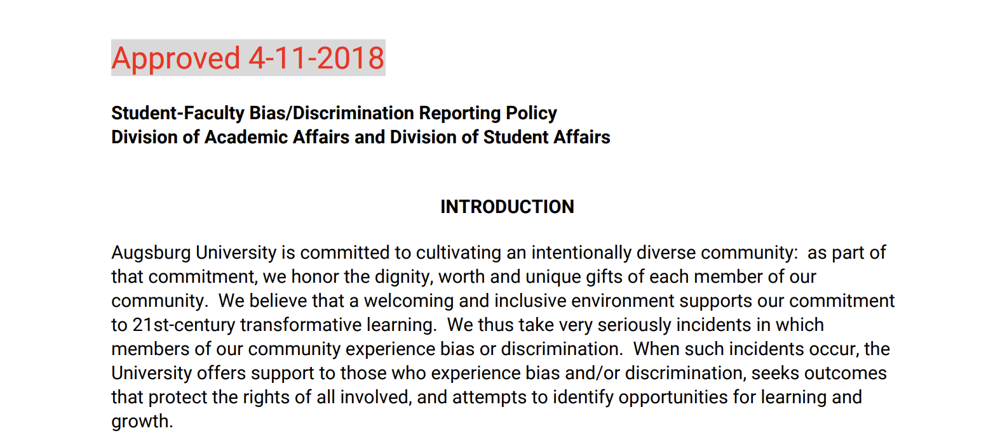 Approved 4-11-2018
Student-Faculty Bias/Discrimination Reporting Policy
Division of Academic Affairs and Division of Student Affairs
INTRODUCTION
Augsburg University is committed to cultivating an intentionally diverse community:  as part of
that commitment, we honor the dignity, worth and unique gifts of each member of our
community.  We believe that a welcoming and inclusive environment supports our commitment
to 21st-century transformative learning.  We thus take very seriously incidents in which
members of our community experience bias or discrimination.  When such incidents occur, the
University offers support to those who experience bias and/or discrimination, seeks outcomes
that protect the rights of all involved, and attempts to identify opportunities for learning and
growth.